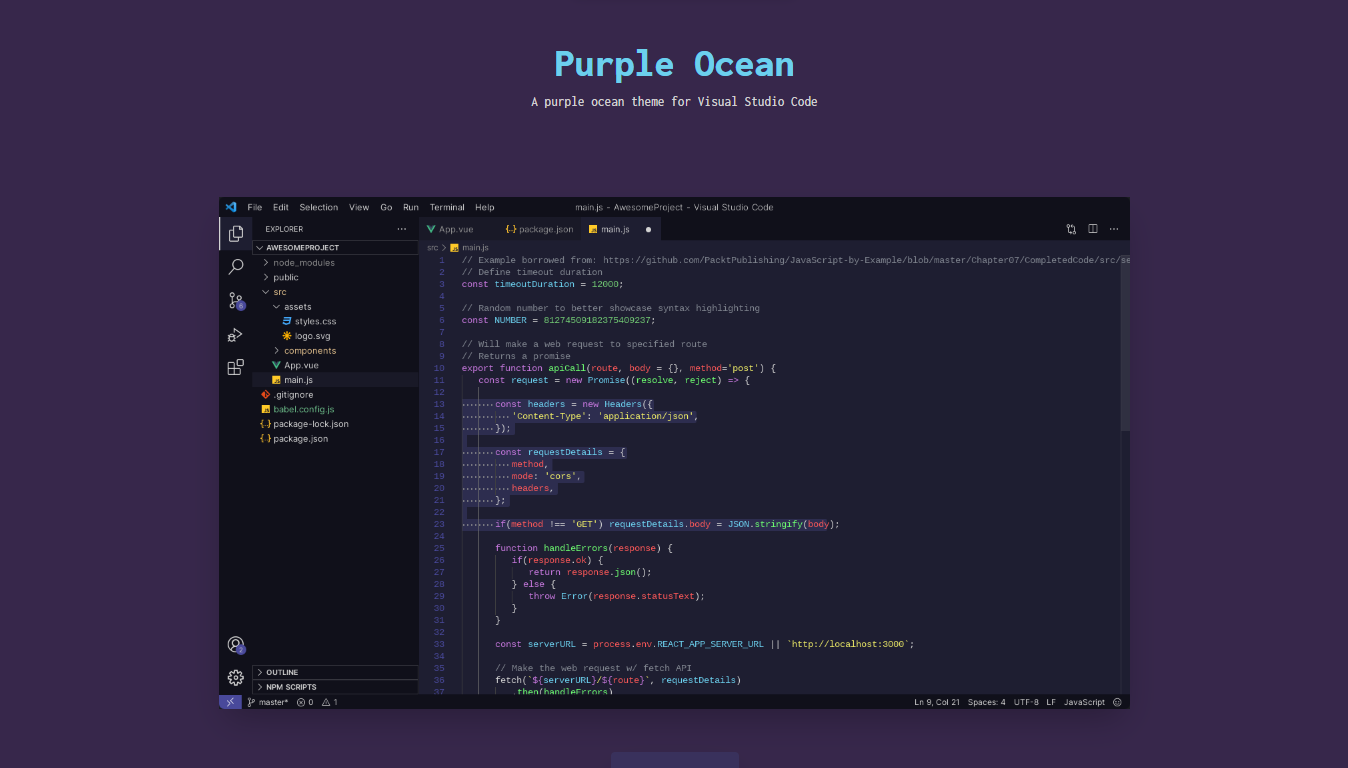 Purple Ocean
A purple ocean theme for Visual Studio Code
File Edit Selection View Go Run Terminal Help
main.js - AwesomeProject - Visual Studio Code
EXPLORER
AWESOMEPROJECT
node_modules
public
src
assets
styles.css
logo.svg
components
App.vue
main.js
.gitignore
babel.config.js
package-lock.json
package.json
OUTLINE
NPM SCRIPTS
6
2
App.vue {..} package.json main.js
src > main.js
1 // Example borrowed from: https://github.com/PacktPublishing/JavaScript-by-Example/blob/master/Chapter07/CompletedCode/src/se
2 // Define timeout duration
3 const timeoutDuration = 12000;
4
5 // Random number to better showcase syntax highlighting
6 const NUMBER = 81274509182375409237;
7
8 // Will make a web request to specified route
9 // Returns a promise
10 export function apiCall(route, body = {}, method='post') {
11 const request = new Promise((resolve, reject) => {
12
13 const headers = new Headers({
14 'Content-Type': 'application/json',
15 });
16
17 const requestDetails = {
18 method,
19 mode: 'cors',
20 headers,
21 };
22
23 if(method !== 'GET') requestDetails.body = JSON.stringify(body);
24
25 function handleErrors(response) {
26 if(response.ok) {
27 return response.json();
28 } else {
29 throw Error(response.statusText);
30 }
31 }
32
33 const serverURL = process.env.REACT_APP_SERVER_URL || `http://localhost:3000`;
34
35 // Make the web request w/ fetch API
36 fetch(`${serverURL}/${route}`, requestDetails)
37 .then(handleErrors)
master* 0 1
Ln 9, Col 21 Spaces: 4 UTF-8 LF JavaScript